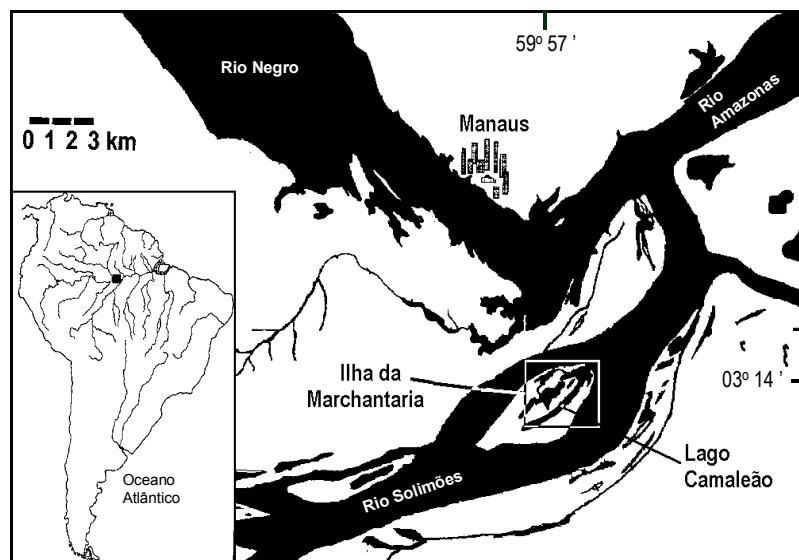 59º 57 '
Rio Negro
Rio
Amazonas
0 1 2 3 km
Manaus
Ilha da
Marchantaria
03º 14 '
Lago
Camaleão
Rio Solimões
Oceano
Atlântico